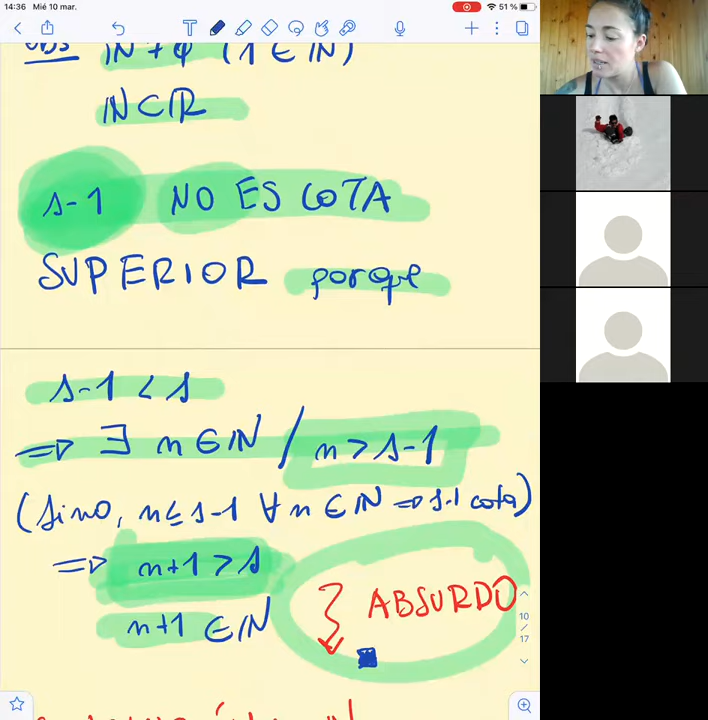 14:36 Mié 10 mar. 51 %
Obs ℕ ≠ ϕ (1 ∈ ℕ)
ℕ ⊂ ℝ
s-1 NO ES COTA
SUPERIOR porque
s-1 < s
⟹ ∃ n ∈ ℕ / n > s-1
(sino, n ≤ s-1 ∀ n ∈ ℕ ⟹ s-1 cota)
⟹ n+1 > s
n+1 ∈ ℕ
ABSURDO
10
/
17